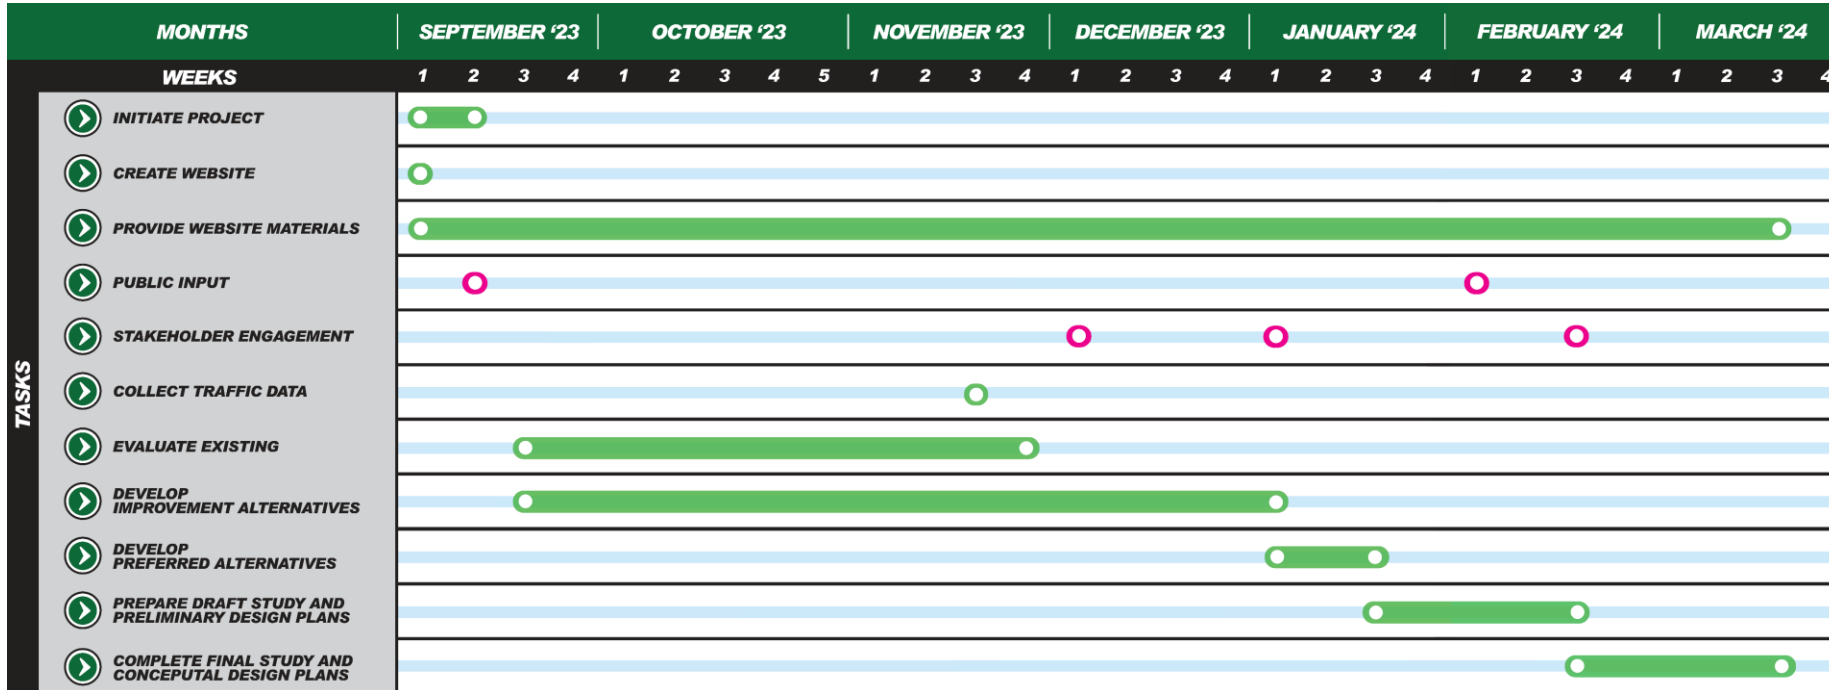 MONTHS SEPTEMBER ‘23 OCTOBER ‘23 NOVEMBER ‘23 DECEMBER ‘23 JANUARY ‘24 FEBRUARY ‘24 MARCH ‘24
WEEKS 1 2 3 4 1 2 3 4 5 1 2 3 4 1 2 3 4 1 2 3 4 1 2 3 4 1 2 3 4
TASKS
INITIATE PROJECT
CREATE WEBSITE
PROVIDE WEBSITE MATERIALS
PUBLIC INPUT
STAKEHOLDER ENGAGEMENT
COLLECT TRAFFIC DATA
EVALUATE EXISTING
DEVELOP
IMPROVEMENT ALTERNATIVES
DEVELOP
PREFERRED ALTERNATIVES
PREPARE DRAFT STUDY AND
PRELIMINARY DESIGN PLANS
COMPLETE FINAL STUDY AND
CONCEPUTAL DESIGN PLANS